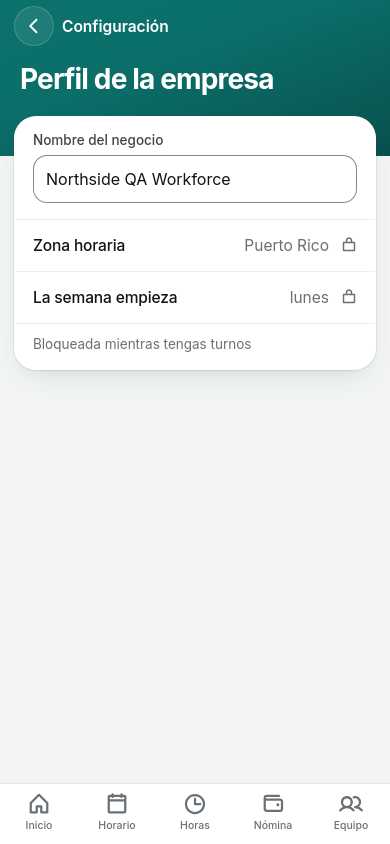 Configuración
Perfil de la empresa
Nombre del negocio
Northside QA Workforce
Zona horaria Puerto Rico
La semana empieza lunes
Bloqueada mientras tengas turnos
Inicio Horario Horas Nómina Equipo